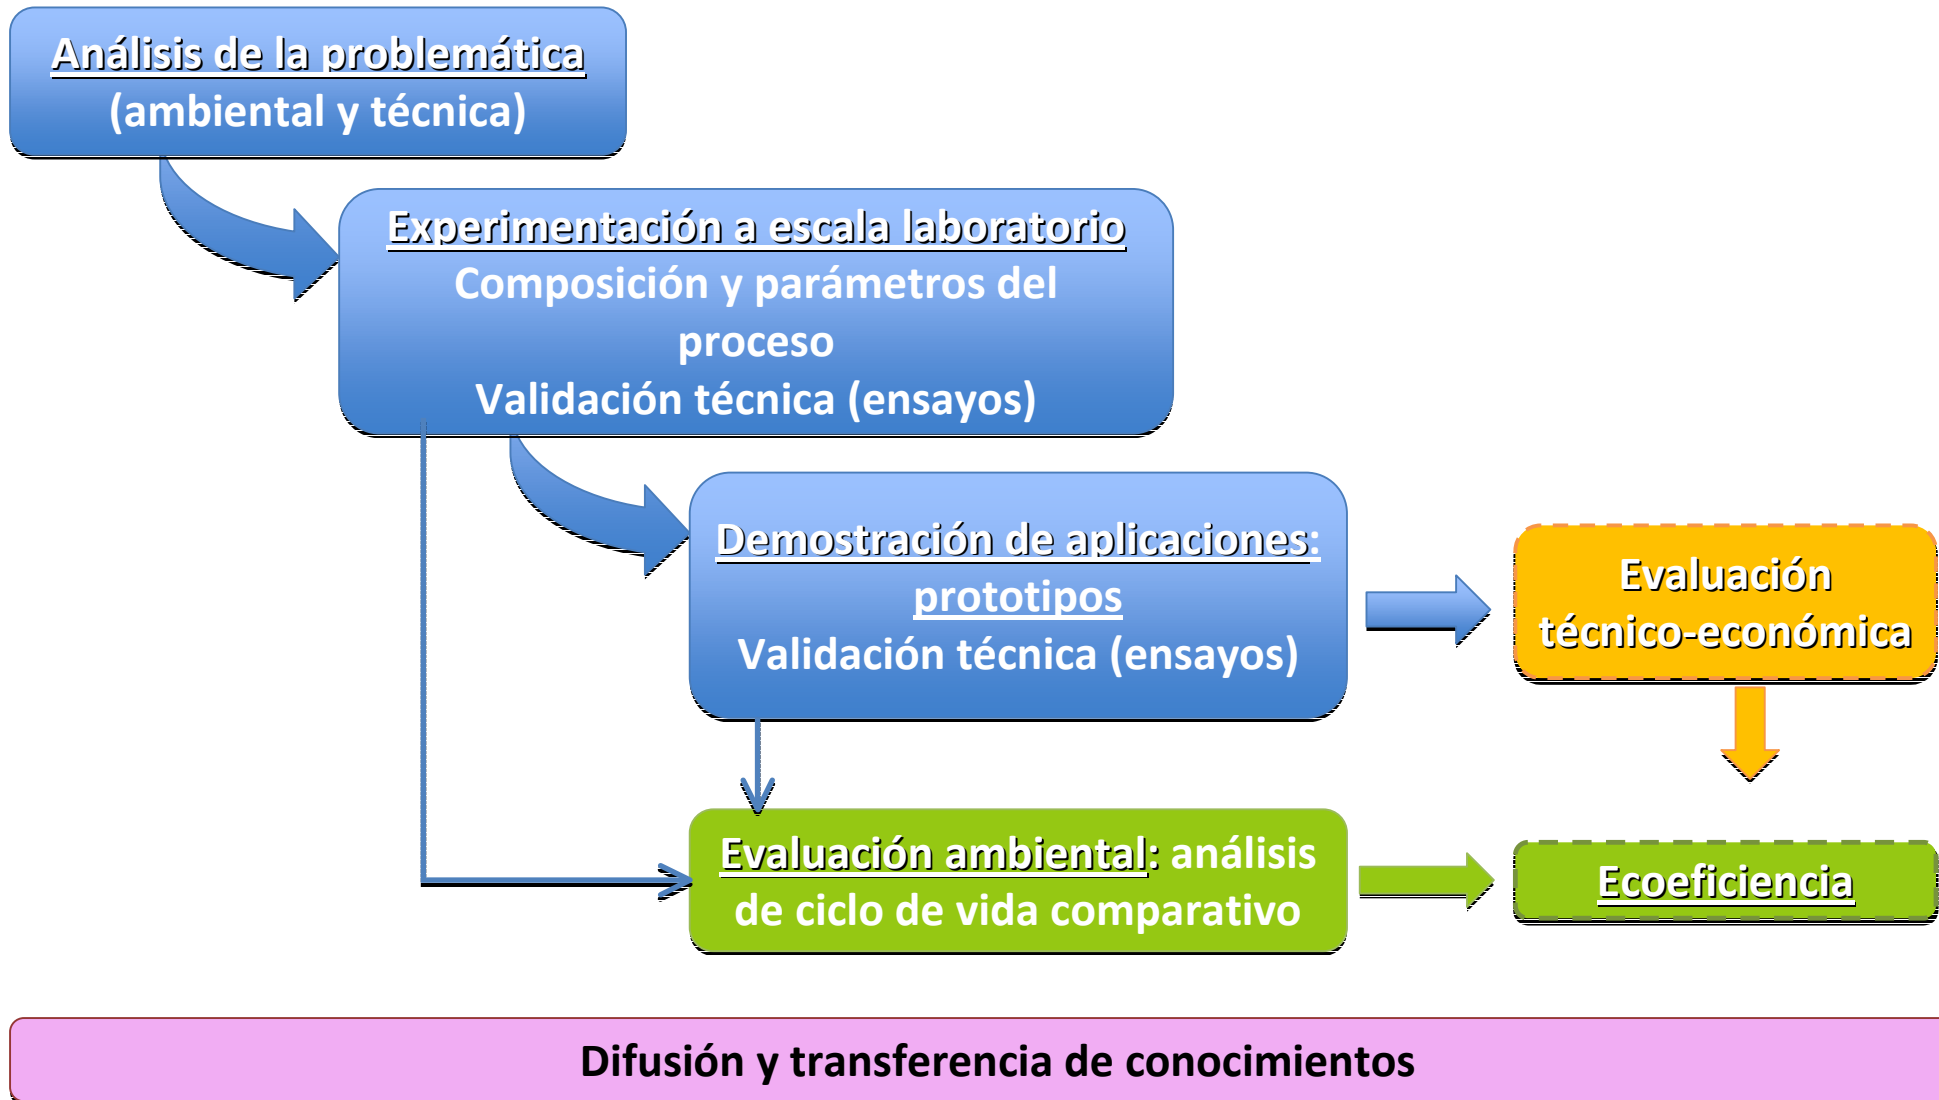 Análisis de la problemática
(ambiental y técnica)
Experimentación a escala laboratorio
Composición y parámetros del
proceso
Validación técnica (ensayos)
Demostración de aplicaciones:
prototipos
Validación técnica (ensayos)
Evaluación
técnico-económica
Evaluación ambiental: análisis
de ciclo de vida comparativo
Ecoeficiencia
Difusión y transferencia de conocimientos